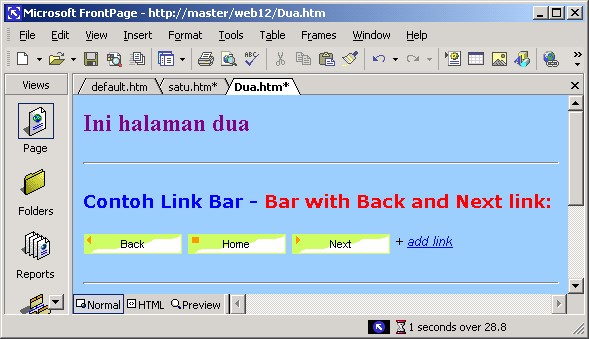 Microsoft FrontPage - http://master/web12/Dua.htm
File Edit View Insert Format Tools Table Frames Window Help
Views
default.htm satu.htm* Dua.htm*
Ini halaman dua
Page
Contoh Link Bar - Bar with Back and Next link:
Folders
Back Home Next + add link
Reports
Normal HTML Preview
1 seconds over 28.8